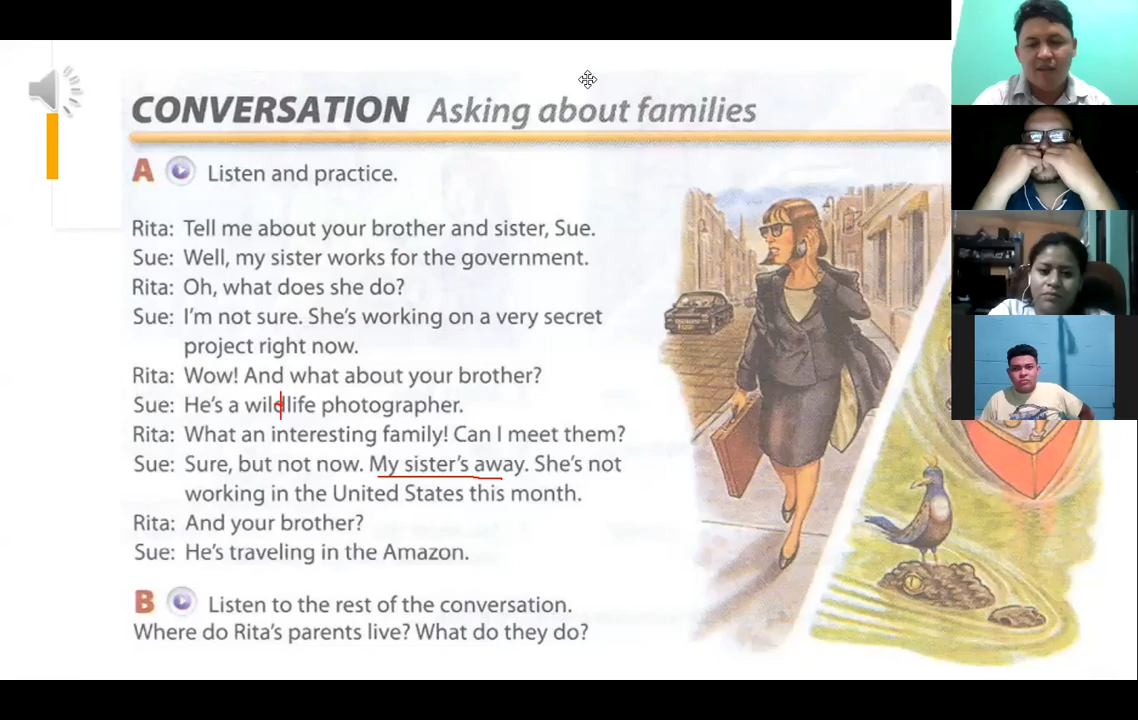 CONVERSATION Asking about families
A Listen and practice.
Rita: Tell me about your brother and sister, Sue.
Sue: Well, my sister works for the government.
Rita: Oh, what does she do?
Sue: I'm not sure. She's working on a very secret
project right now.
Rita: Wow! And what about your brother?
Sue: He's a wildlife photographer.
Rita: What an interesting family! Can I meet them?
Sue: Sure, but not now. My sister's away. She's not
working in the United States this month.
Rita: And your brother?
Sue: He's traveling in the Amazon.
B Listen to the rest of the conversation.
Where do Rita's parents live? What do they do?